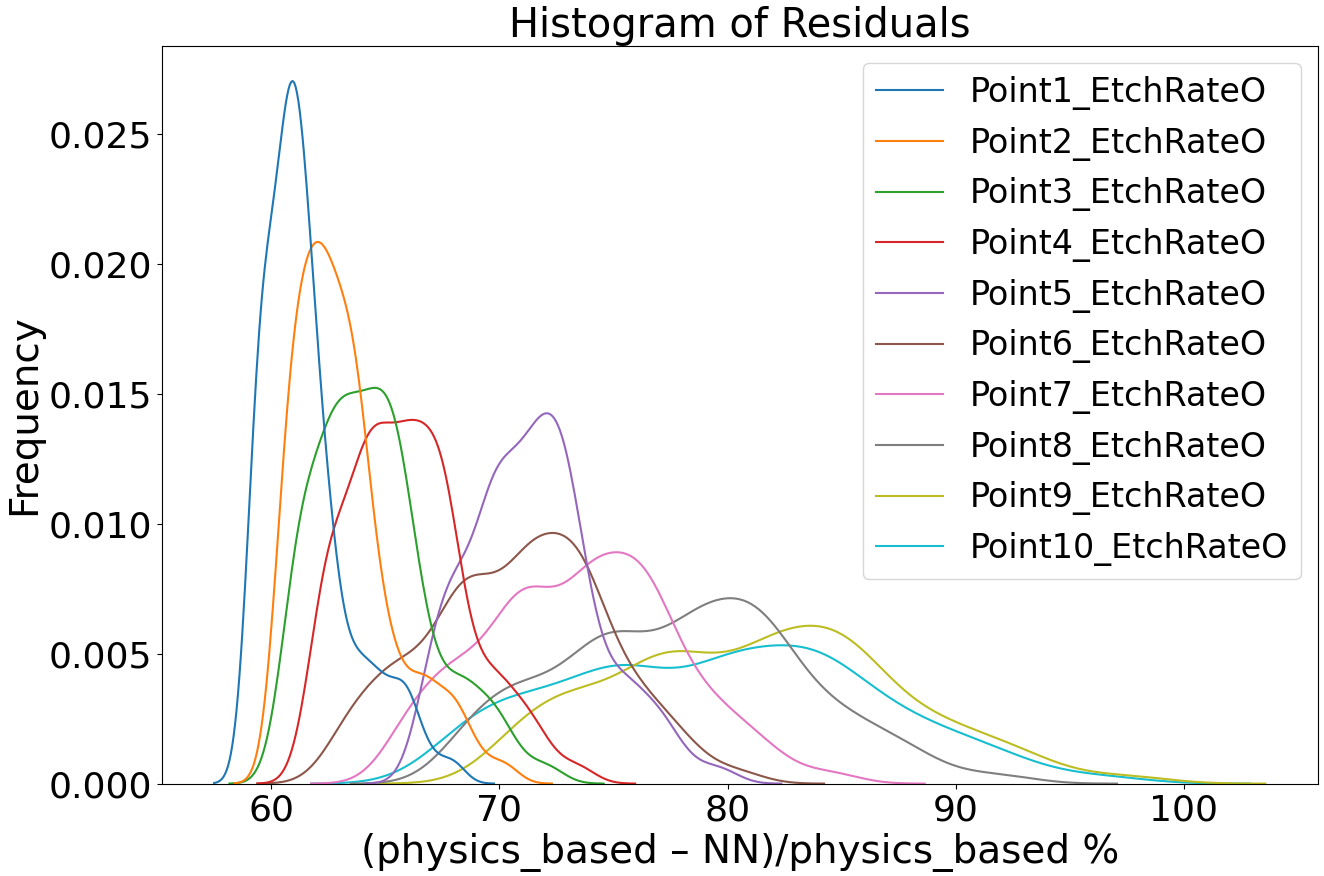 Histogram of Residuals
Frequency
0.025
0.020
0.015
0.010
0.005
0.000
60 70 80 90 100
(physics_based – NN)/physics_based %
Point1_EtchRateO
Point2_EtchRateO
Point3_EtchRateO
Point4_EtchRateO
Point5_EtchRateO
Point6_EtchRateO
Point7_EtchRateO
Point8_EtchRateO
Point9_EtchRateO
Point10_EtchRateO